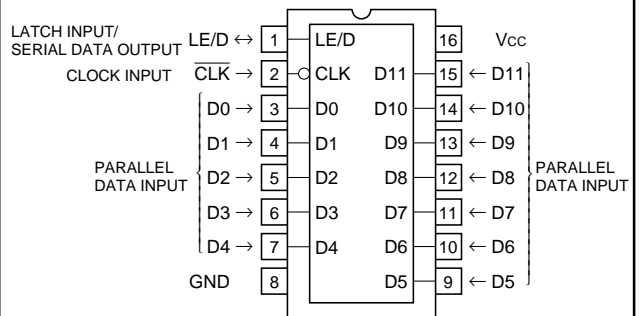 LATCH INPUT/
SERIAL DATA OUTPUT LE/D ↔ 1 LE/D 16 Vcc
CLOCK INPUT C̅L̅K̅ → 2 CLK D11 15 ← D11
D0 → 3 D0 D10 14 ← D10
D1 → 4 D1 D9 13 ← D9
PARALLEL
DATA INPUT
D2 → 5 D2 D8 12 ← D8
PARALLEL
DATA INPUT
D3 → 6 D3 D7 11 ← D7
D4 → 7 D4 D6 10 ← D6
GND 8 D5 9 ← D5